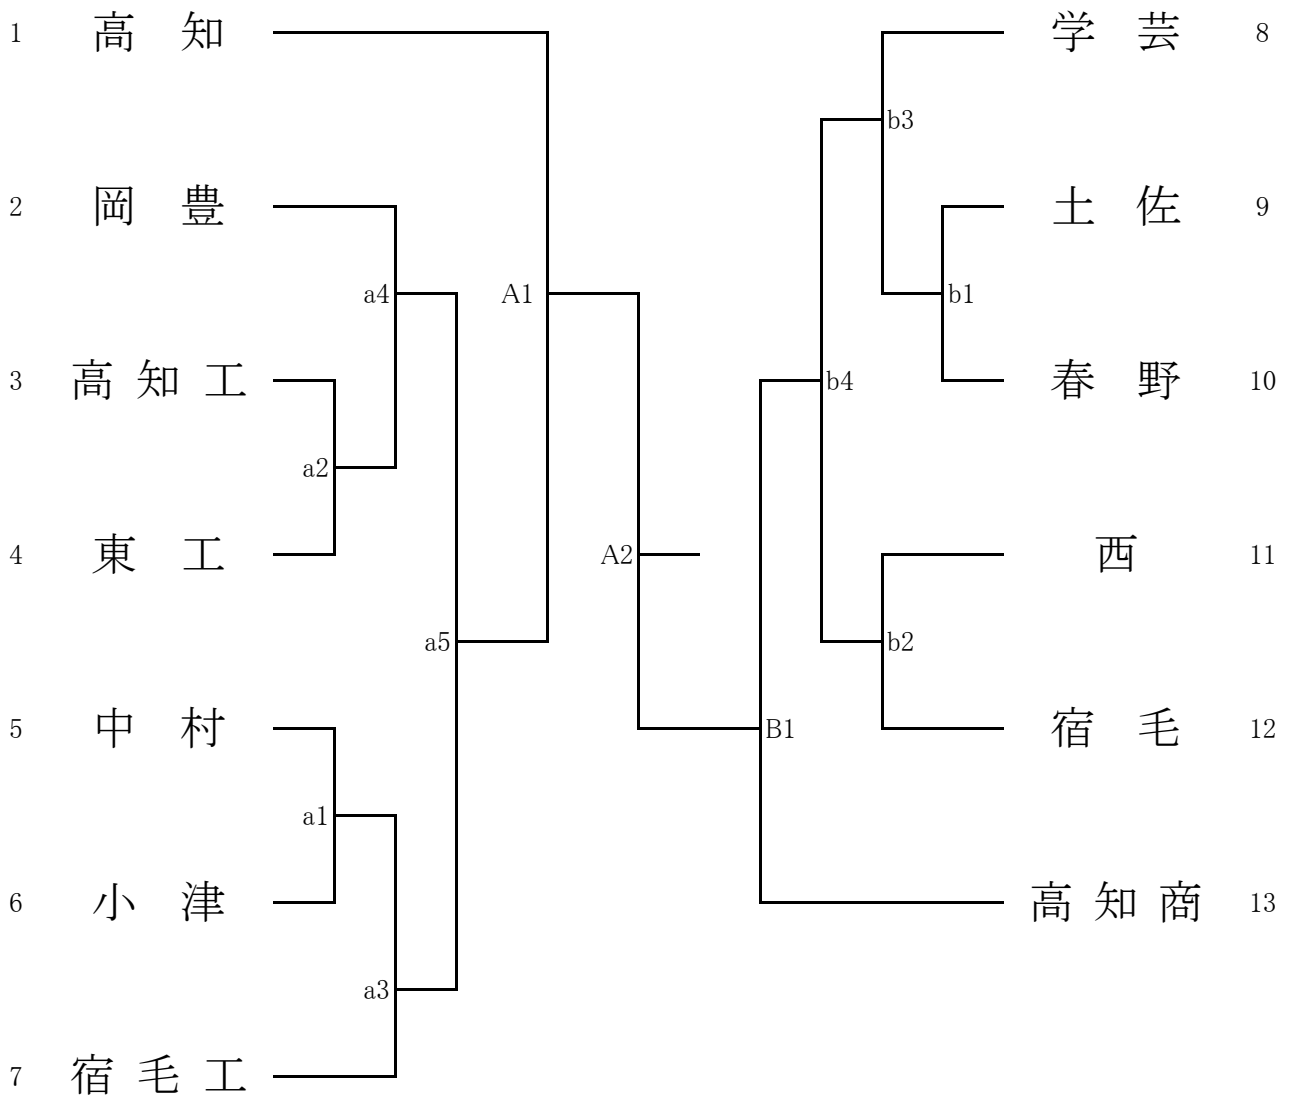 1 高 知
2 岡 豊
a4
A1
3 高 知 工
a2
4 東 工
A2
a5
5 中 村
a1
6 小 津
a3
7 宿 毛 工
学 芸 8
b3
土 佐 9
b1
春 野 10
b4
西 11
b2
宿 毛 12
B1
高 知 商 13